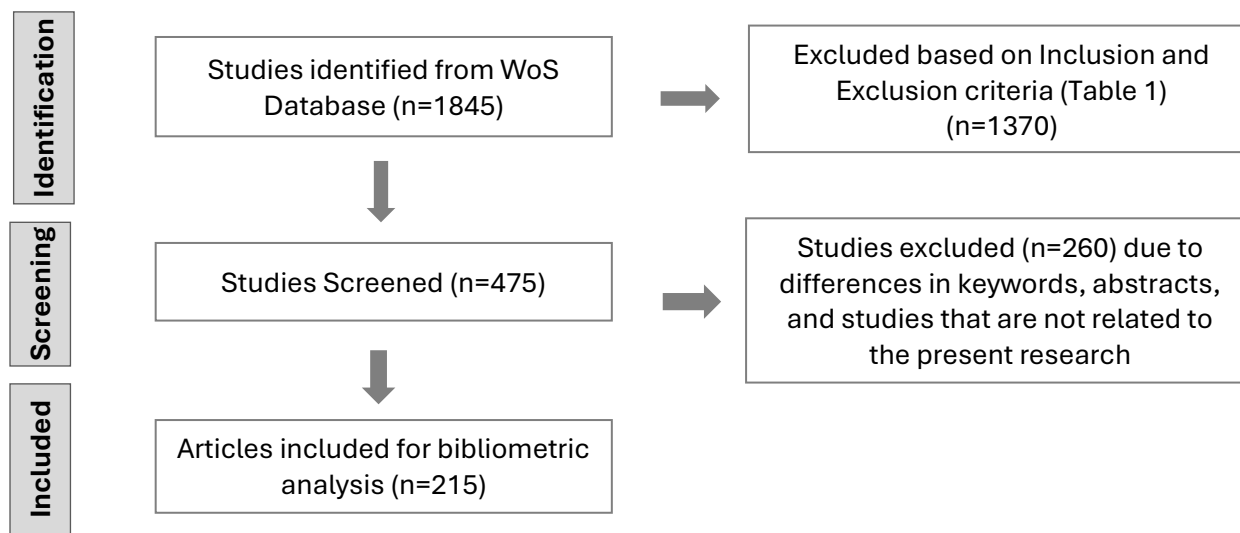 Identification
Studies identified from WoS
Database (n=1845)
Excluded based on Inclusion and
Exclusion criteria (Table 1)
(n=1370)
Screening
Studies Screened (n=475)
Studies excluded (n=260) due to
differences in keywords, abstracts,
and studies that are not related to
the present research
Included
Articles included for bibliometric
analysis (n=215)